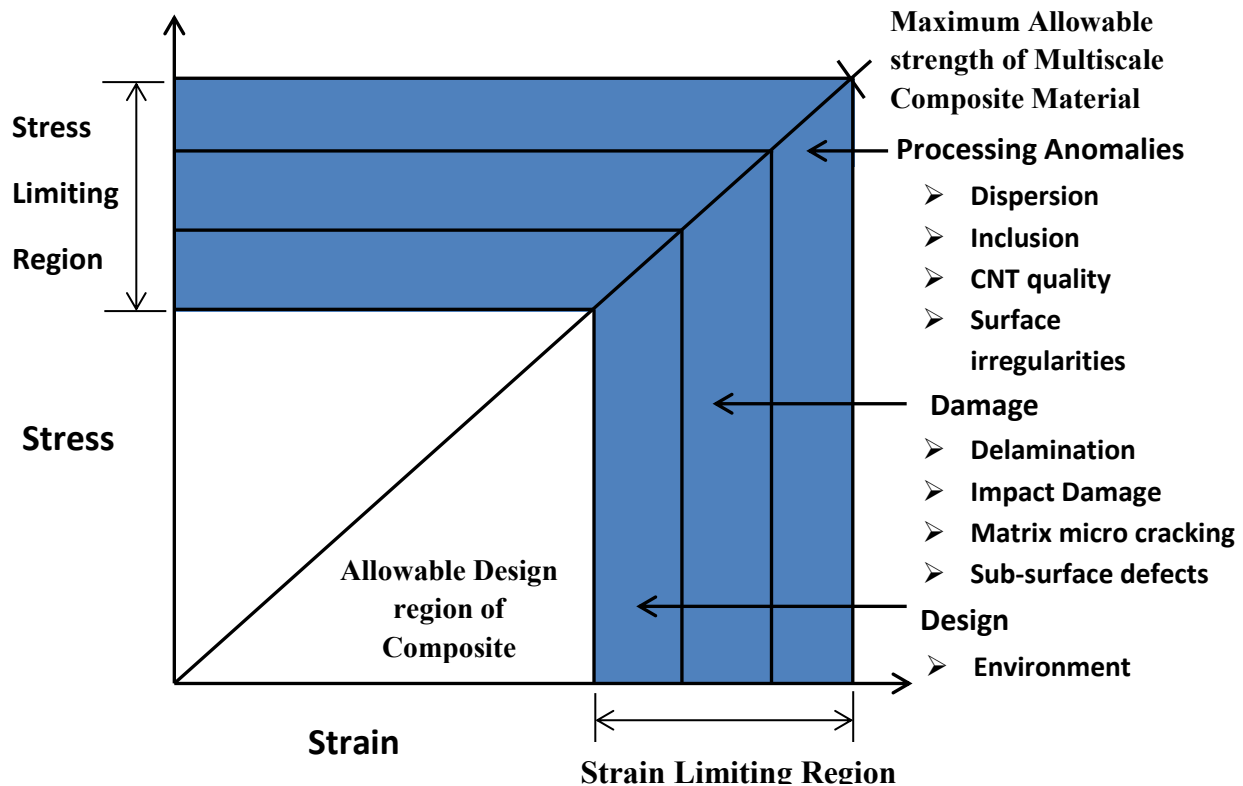 Maximum Allowable
strength of Multiscale
Composite Material
Stress
Limiting
Region
Processing Anomalies
➢ Dispersion
➢ Inclusion
➢ CNT quality
➢ Surface
irregularities
Damage
➢ Delamination
➢ Impact Damage
➢ Matrix micro cracking
➢ Sub-surface defects
Design
➢ Environment
Stress
Allowable Design
region of
Composite
Strain
Strain Limiting Region